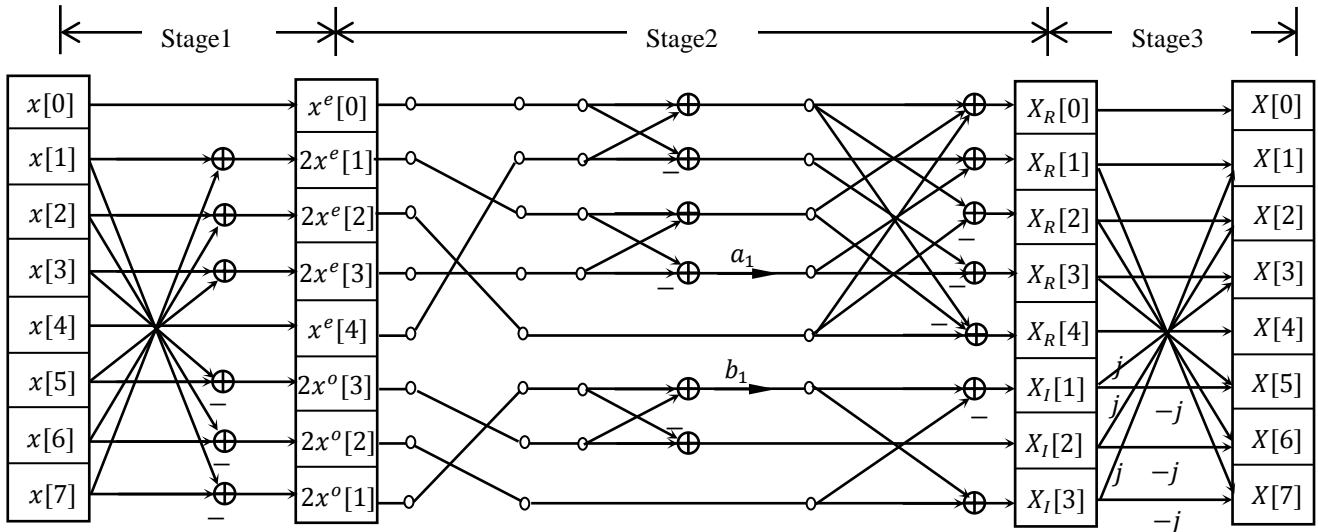 Stage1 Stage2 Stage3
x[0] x^e[0] X_R[0] X[0]
x[1] 2x^e[1] − X_R[1] X[1]
x[2] 2x^e[2] − X_R[2] X[2]
x[3] 2x^e[3] − a_1 − X_R[3] X[3]
x[4] x^e[4] − X_R[4] X[4]
x[5] − 2x^o[3] b_1 − X_I[1] j X[5]
j −j
x[6] − 2x^o[2] − X_I[2] X[6]
j −j
x[7] − 2x^o[1] X_I[3] −j X[7]